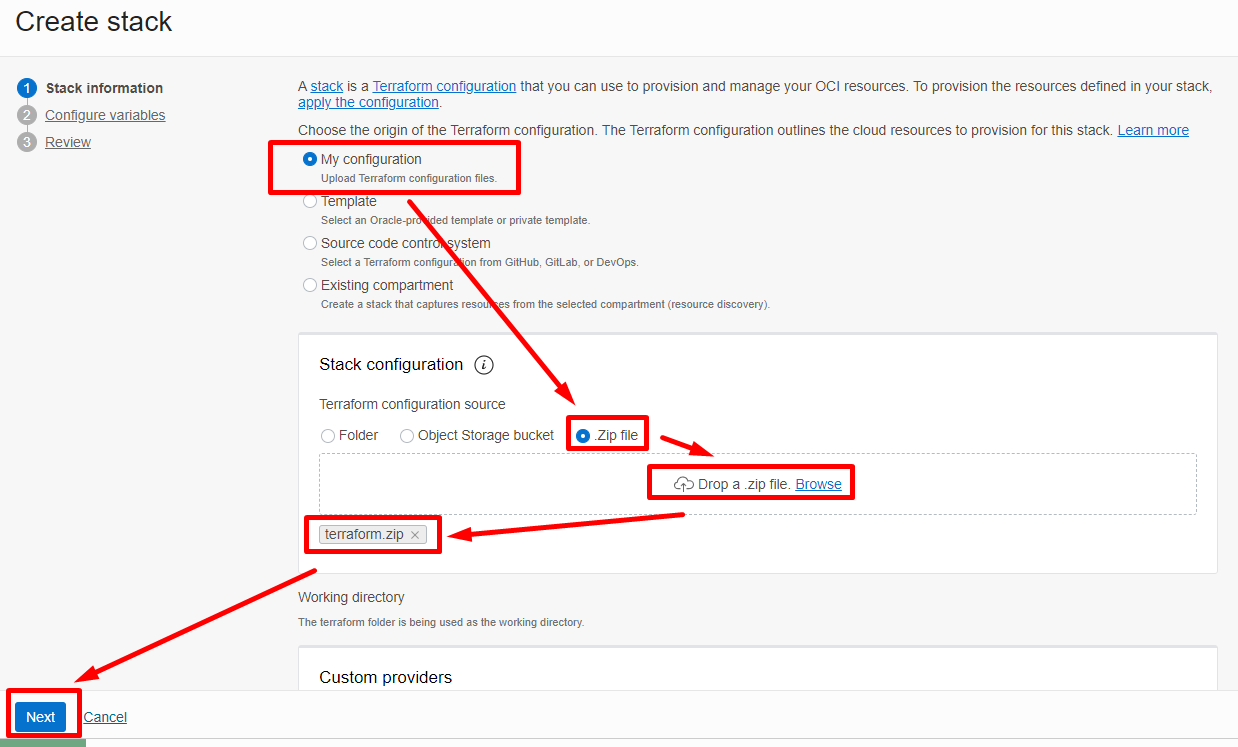 Create stack
1 Stack information
2 Configure variables
3 Review
A stack is a Terraform configuration that you can use to provision and manage your OCI resources. To provision the resources defined in your stack,
apply the configuration.
Choose the origin of the Terraform configuration. The Terraform configuration outlines the cloud resources to provision for this stack. Learn more
My configuration
Upload Terraform configuration files.
Template
Select an Oracle-provided template or private template.
Source code control system
Select a Terraform configuration from GitHub, GitLab, or DevOps.
Existing compartment
Create a stack that captures resources from the selected compartment (resource discovery).
Stack configuration i
Terraform configuration source
Folder Object Storage bucket .Zip file
Drop a .zip file. Browse
terraform.zip ×
Working directory
The terraform folder is being used as the working directory.
Custom providers
Next Cancel